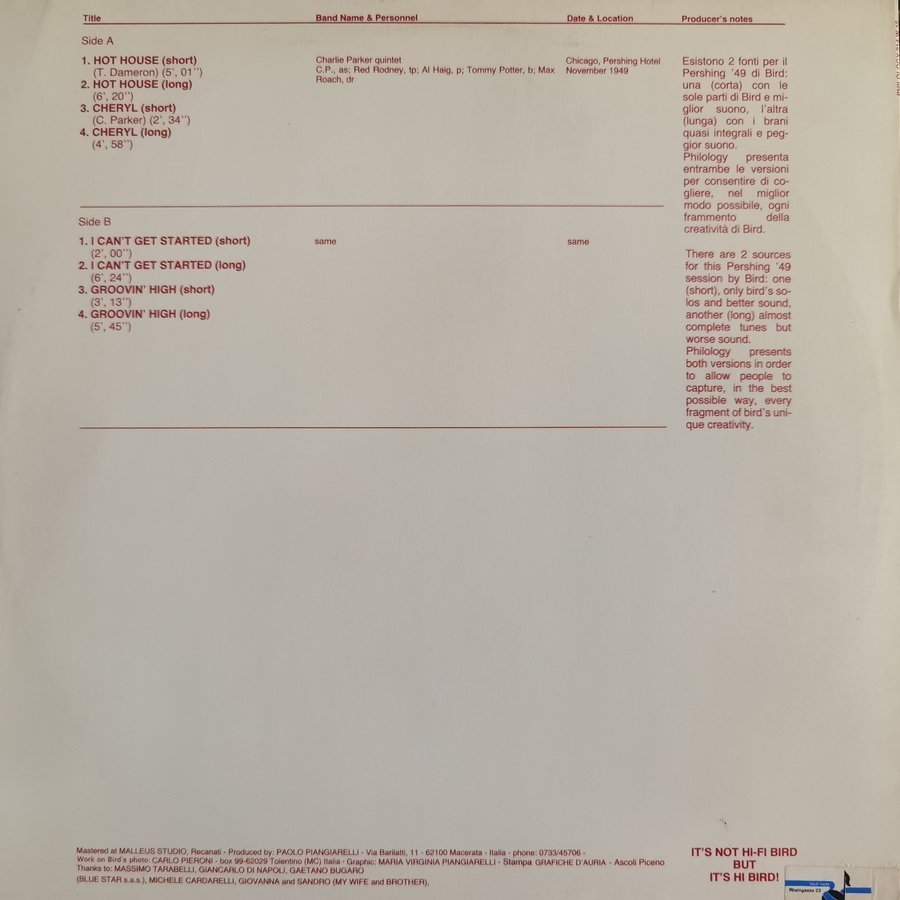 Title Band Name & Personnel Date & Location Producer's notes
Side A
1. HOT HOUSE (short)
(T. Dameron) (5', 01'')
2. HOT HOUSE (long)
(6', 20'')
3. CHERYL (short)
(C. Parker) (2', 34'')
4. CHERYL (long)
(4', 58'')
Charlie Parker quintet
C.P., as; Red Rodney, tp; Al Haig, p; Tommy Potter, b; Max
Roach, dr
Chicago, Pershing Hotel
November 1949
Side B
1. I CAN'T GET STARTED (short)
(2', 00'')
2. I CAN'T GET STARTED (long)
(6', 24'')
3. GROOVIN' HIGH (short)
(3', 13'')
4. GROOVIN' HIGH (long)
(5', 45'')
same
same
Esistono 2 fonti per il
Pershing '49 di Bird:
una (corta) con le
sole parti di Bird e mi-
glior suono, l'altra
(lunga) con i brani
quasi integrali e peg-
gior suono.
Philology presenta
entrambe le versioni
per consentire di co-
gliere, nel miglior
modo possibile, ogni
frammento della
creatività di Bird.
There are 2 sources
for this Pershing '49
session by Bird: one
(short), only bird's so-
los and better sound,
another (long) almost
complete tunes but
worse sound.
Philology presents
both versions in order
to allow people to
capture, in the best
possible way, every
fragment of bird's uni-
que creativity.
Mastered at MALLEUS STUDIO, Recanati - Produced by: PAOLO PIANGIARELLI - Via Barilatti, 11 - 62100 Macerata - Italia - phone: 0733/45706 -
Work on Bird's photo: CARLO PIERONI - box 99-62029 Tolentino (MC) Italia - Graphic: MARIA VIRGINIA PIANGIARELLI - Stampa GRAFICHE D'AURIA - Ascoli Piceno
Thanks to: MASSIMO TARABELLI, GIANCARLO DI NAPOLI, GAETANO BUGARO
(BLUE STAR s.a.s.), MICHELE CARDARELLI, GIOVANNA and SANDRO (MY WIFE and BROTHER),
IT'S NOT HI-FI BIRD
BUT
IT'S HI BIRD!